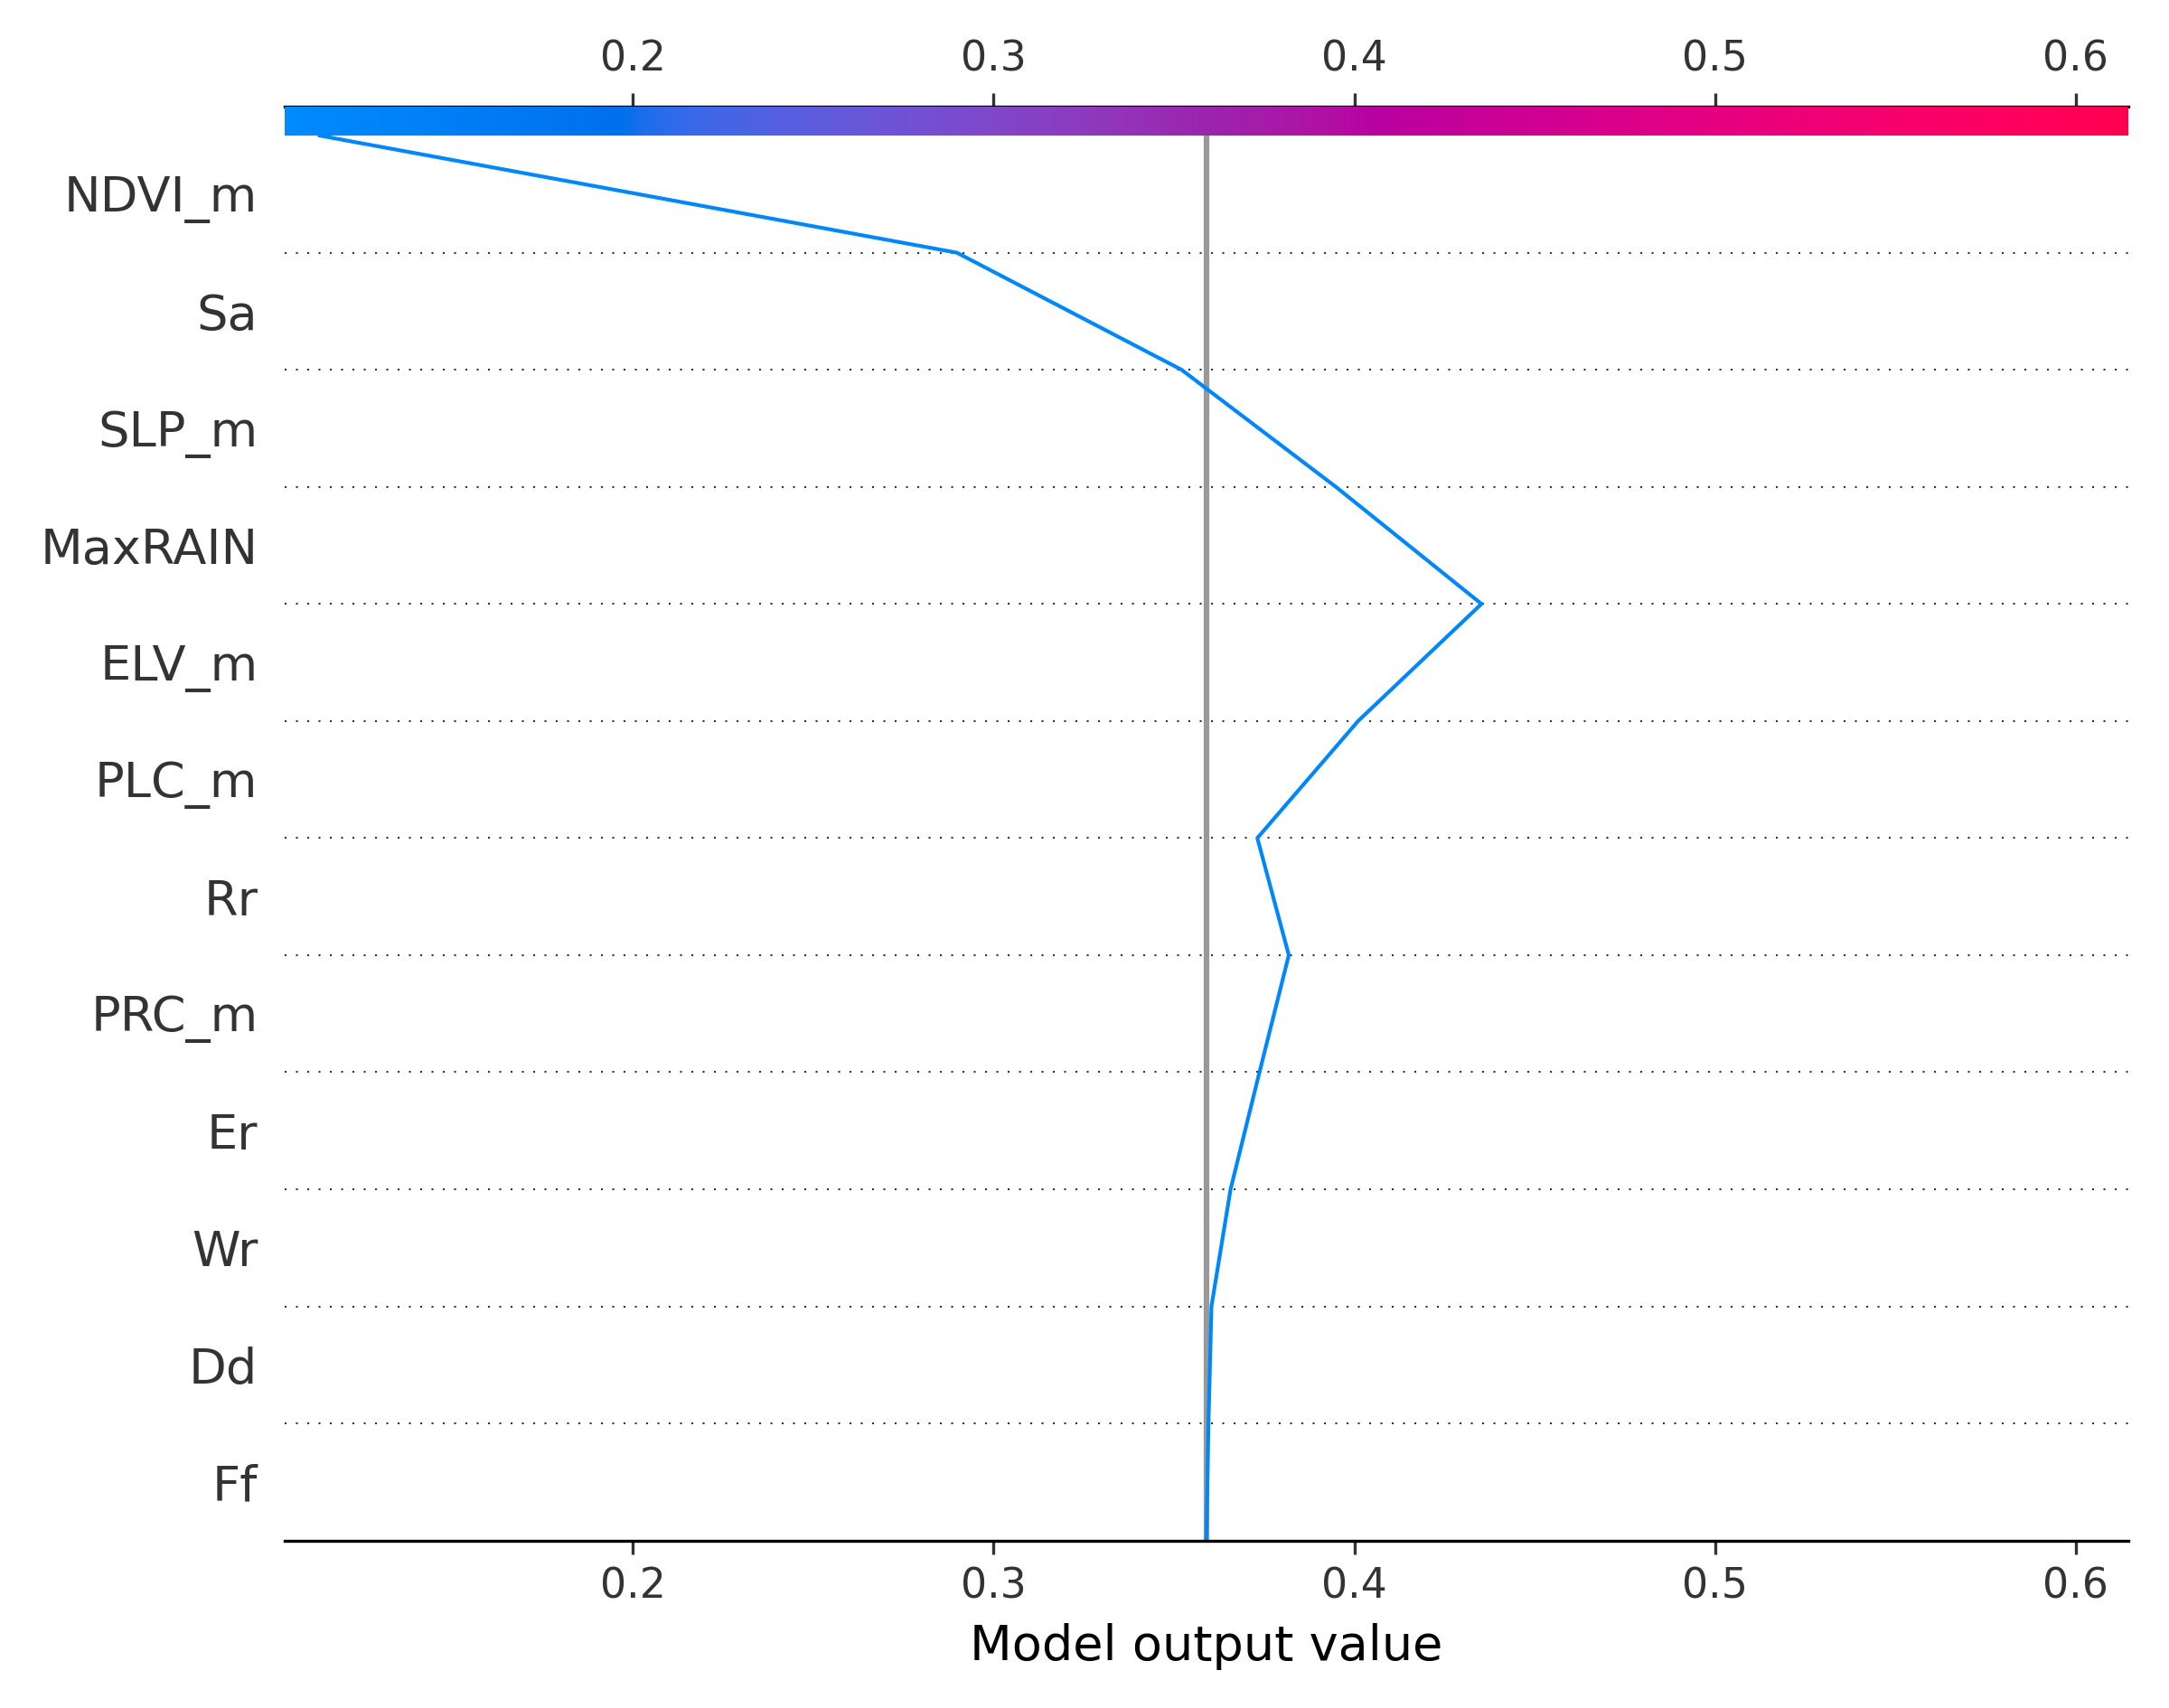 0.2 0.3 0.4 0.5 0.6
NDVI_m
Sa
SLP_m
MaxRAIN
ELV_m
PLC_m
Rr
PRC_m
Er
Wr
Dd
Ff
0.2 0.3 0.4 0.5 0.6
Model output value